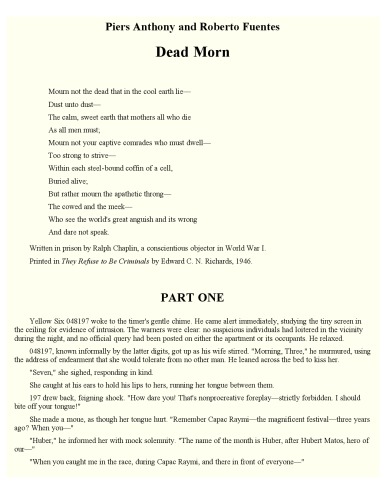 Piers Anthony and Roberto Fuentes
Dead Morn
Mourn not the dead that in the cool earth lie—
Dust unto dust—
The calm, sweet earth that mothers all who die
As all men must;
Mourn not your captive comrades who must dwell—
Too strong to strive—
Within each steel-bound coffin of a cell,
Buried alive;
But rather mourn the apathetic throng—
The cowed and the meek—
Who see the world's great anguish and its wrong
And dare not speak.
Written in prison by Ralph Chaplin, a conscientious objector in World War I.
Printed in They Refuse to Be Criminals by Edward C. N. Richards, 1946.
PART ONE
Yellow Six 048197 woke to the timer's gentle chime. He came alert immediately, studying the tiny screen in
the ceiling for evidence of intrusion. The warners were clear: no suspicious individuals had loitered in the vicinity
during the night, and no official query had been posted on either the apartment or its occupants. He relaxed.
048197, known informally by the latter digits, got up as his wife stirred. "Morning, Three," he murmured, using
the address of endearment that she would tolerate from no other man. He leaned across the bed to kiss her.
"Seven," she sighed, responding in kind.
She caught at his ears to hold his lips to hers, running her tongue between them.
197 drew back, feigning shock. "How dare you! That's nonprocreative foreplay—strictly forbidden. I should
bite off your tongue!"
She made a moue, as though her tongue hurt. "Remember Capac Raymi—the magnificent festival—three years
ago? When you—"
"Huber," he informed her with mock solemnity. "The name of the month is Huber, after Hubert Matos, hero of
our—"
"When you caught me in the race, during Capac Raymi, and there in front of everyone—"